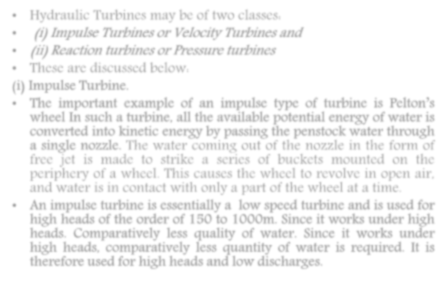 • Hydraulic Turbines may be of two classes.
• (i) Impulse Turbines or Velocity Turbines and
• (ii) Reaction turbines or Pressure turbines
• These are discussed below.
(i) Impulse Turbine.
• The important example of an impulse type of turbine is Pelton's
wheel In such a turbine, all the available potential energy of water is
converted into kinetic energy by passing the penstock water through
a single nozzle. The water coming out of the nozzle in the form of
free jet is made to strike a series of buckets mounted on the
periphery of a wheel. This causes the wheel to revolve in open air,
and water is in contact with only a part of the wheel at a time.
• An impulse turbine is essentially a low speed turbine and is used for
high heads of the order of 150 to 1000m. Since it works under high
heads. Comparatively less quality of water. Since it works under
high heads, comparatively less quantity of water is required. It is
therefore used for high heads and low discharges.